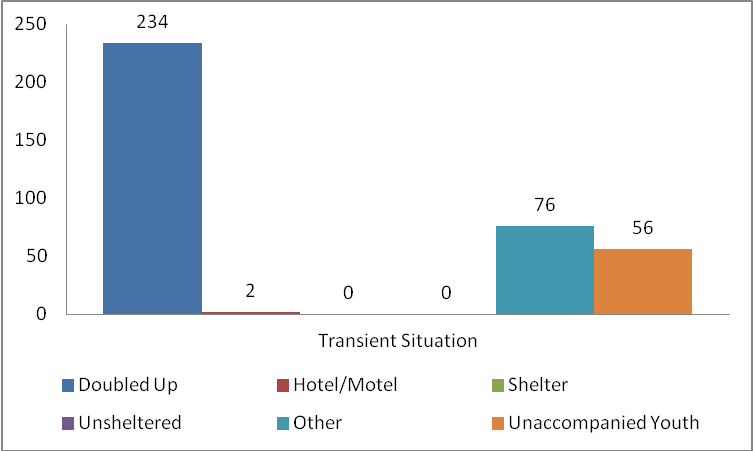 250
234
200
150
100
76
56
50
2
0
0
0
Transient Situation
Doubled Up
Hotel/Motel
Shelter
Unsheltered
Other
Unaccompanied Youth